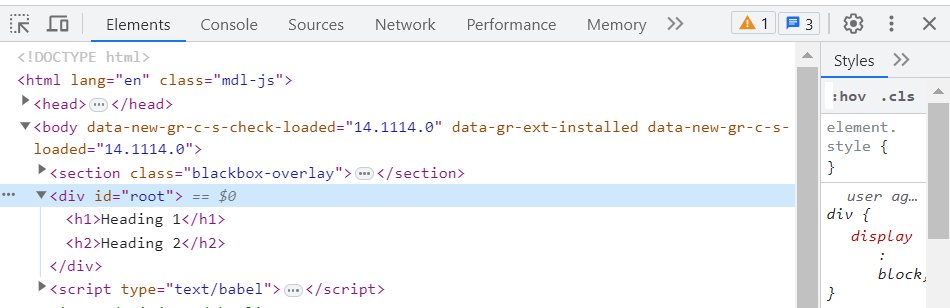 Elements Console Sources Network Performance Memory 1 3
<!DOCTYPE html>
<html lang="en" class="mdl-js">
<head>…</head>
<body data-new-gr-c-s-check-loaded="14.1114.0" data-gr-ext-installed data-new-gr-c-s-
loaded="14.1114.0">
<section class="blackbox-overlay">…</section>
… <div id="root"> == $0
<h1>Heading 1</h1>
<h2>Heading 2</h2>
</div>
<script type="text/babel">…</script>
Styles
:hov .cls
element.
style {
}
user ag…
div {
display
:
block;
}